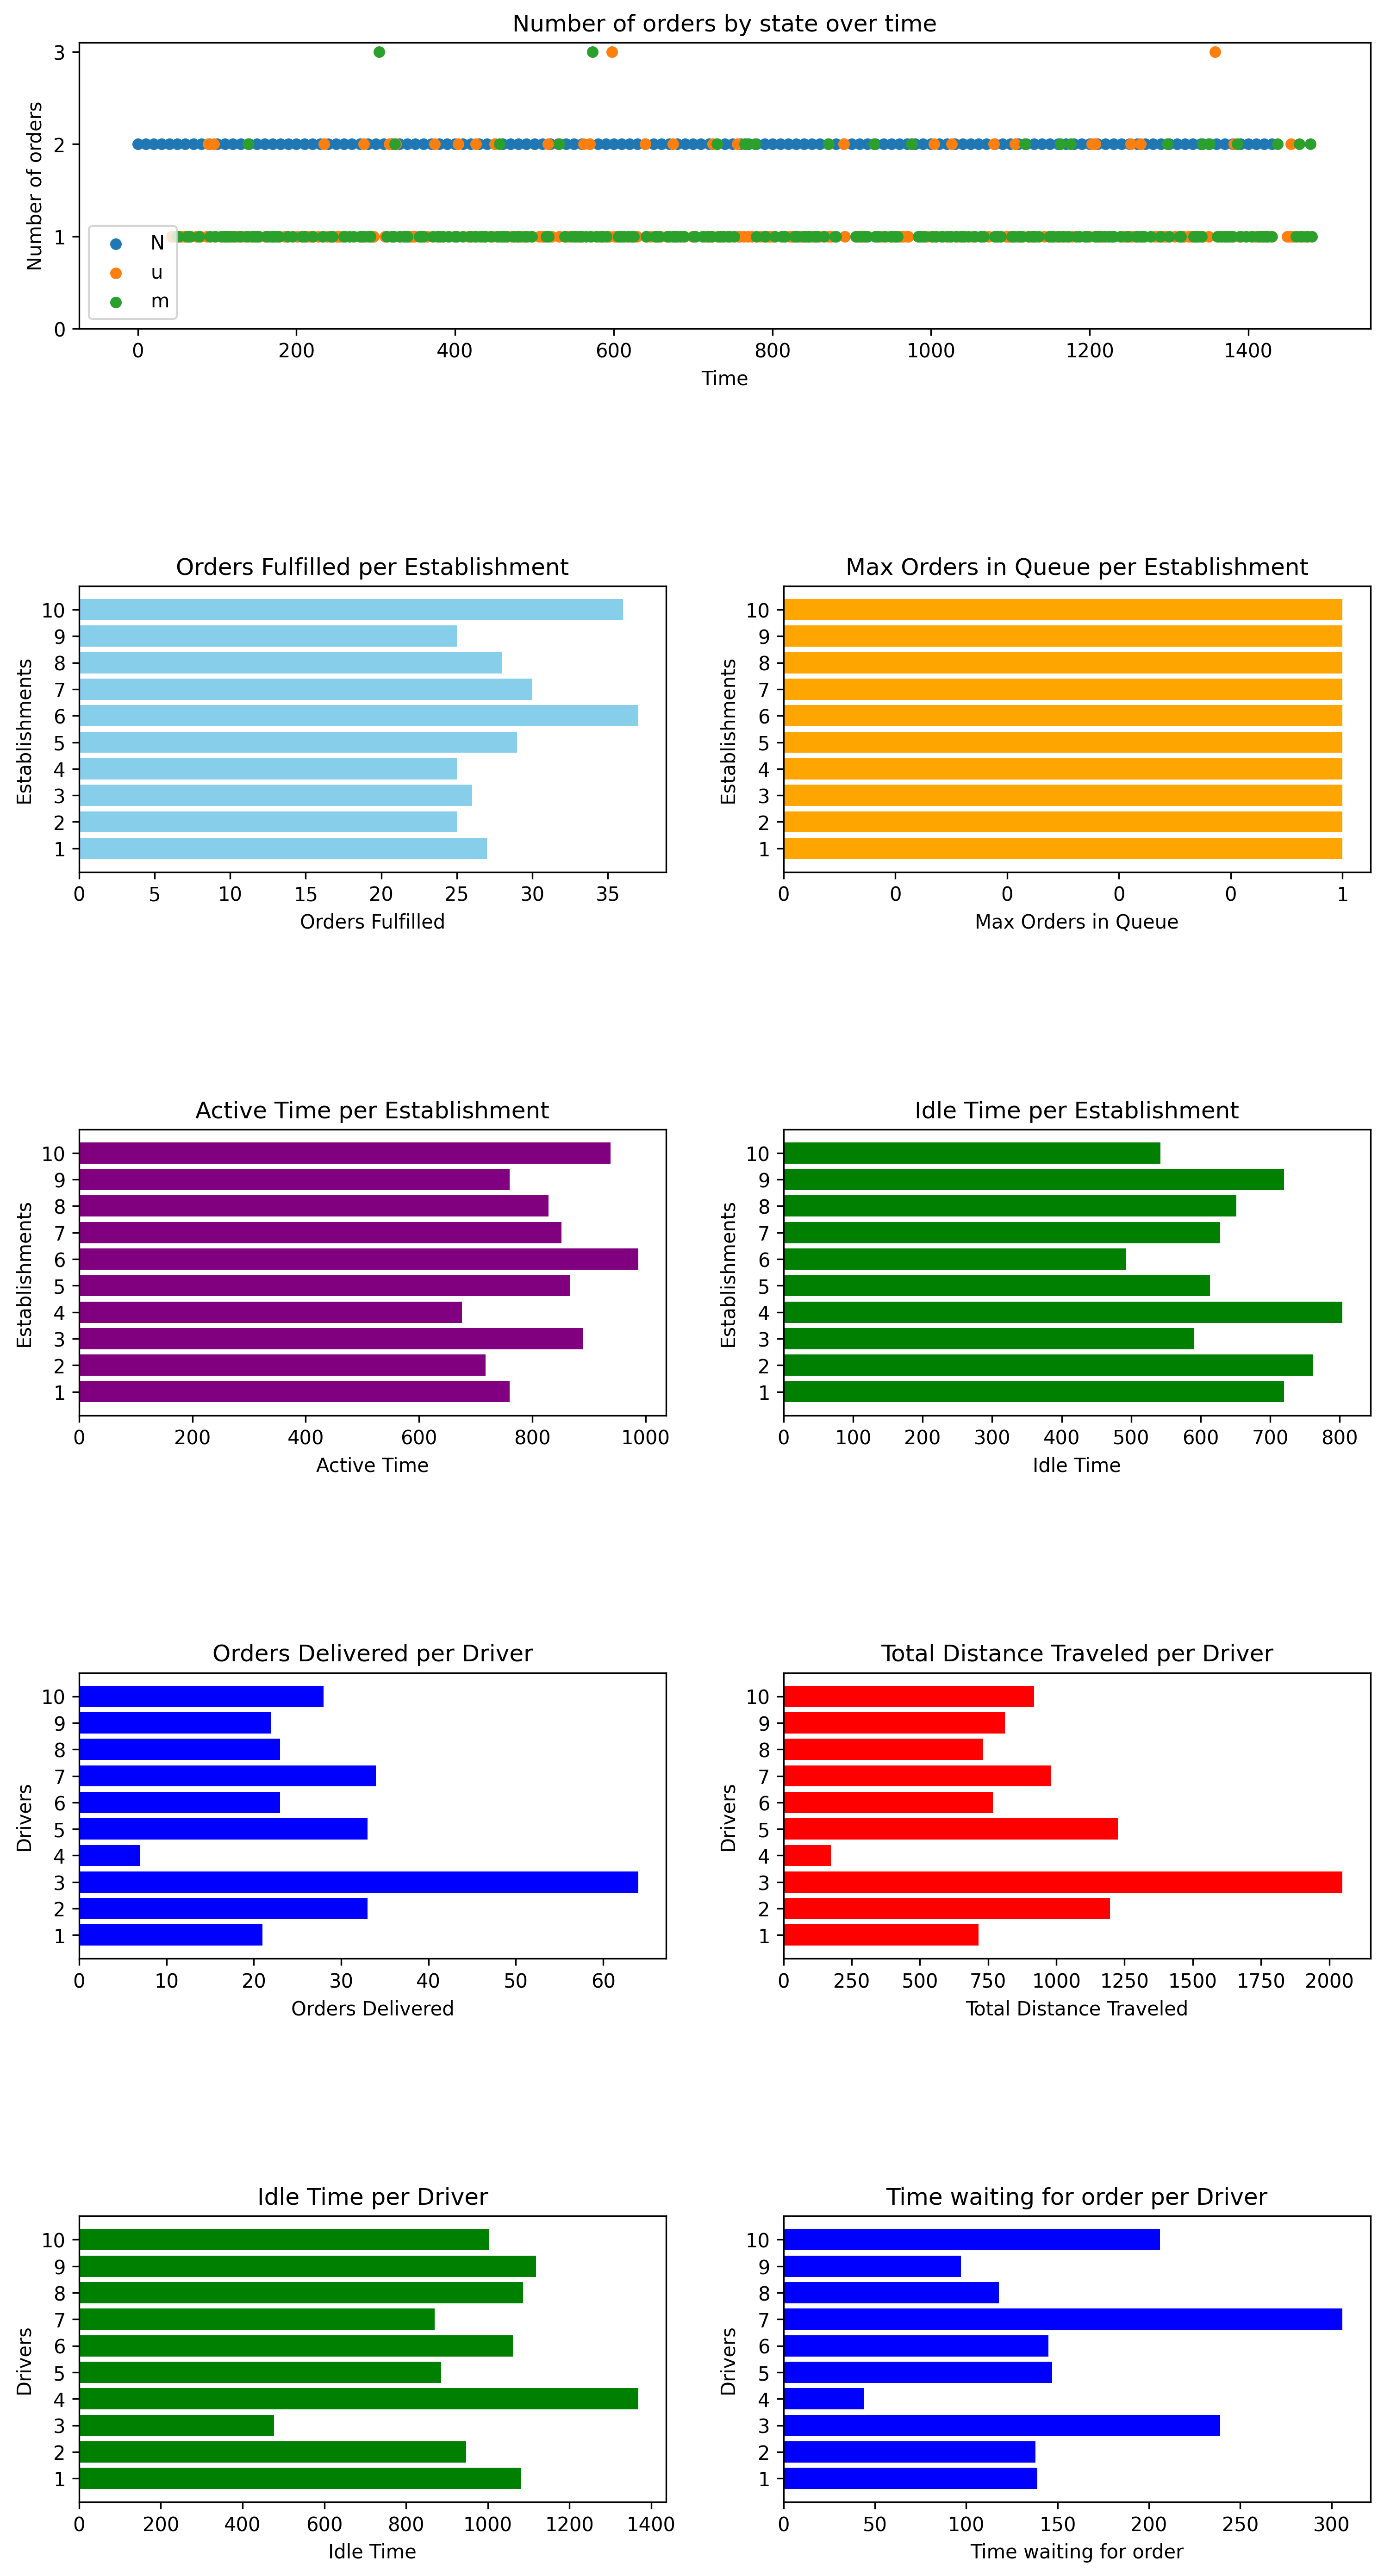 Number of orders by state over time
Number of orders
3
2
1
0
N
u
m
0 200 400 600 800 1000 1200 1400
Time
Orders Fulfilled per Establishment
Establishments
10
9
8
7
6
5
4
3
2
1
0 5 10 15 20 25 30 35
Orders Fulfilled
Max Orders in Queue per Establishment
Establishments
10
9
8
7
6
5
4
3
2
1
0 0 0 0 0 1
Max Orders in Queue
Active Time per Establishment
Establishments
10
9
8
7
6
5
4
3
2
1
0 200 400 600 800 1000
Active Time
Idle Time per Establishment
Establishments
10
9
8
7
6
5
4
3
2
1
0 100 200 300 400 500 600 700 800
Idle Time
Orders Delivered per Driver
Drivers
10
9
8
7
6
5
4
3
2
1
0 10 20 30 40 50 60
Orders Delivered
Total Distance Traveled per Driver
Drivers
10
9
8
7
6
5
4
3
2
1
0 250 500 750 1000 1250 1500 1750 2000
Total Distance Traveled
Idle Time per Driver
Drivers
10
9
8
7
6
5
4
3
2
1
0 200 400 600 800 1000 1200 1400
Idle Time
Time waiting for order per Driver
Drivers
10
9
8
7
6
5
4
3
2
1
0 50 100 150 200 250 300
Time waiting for order